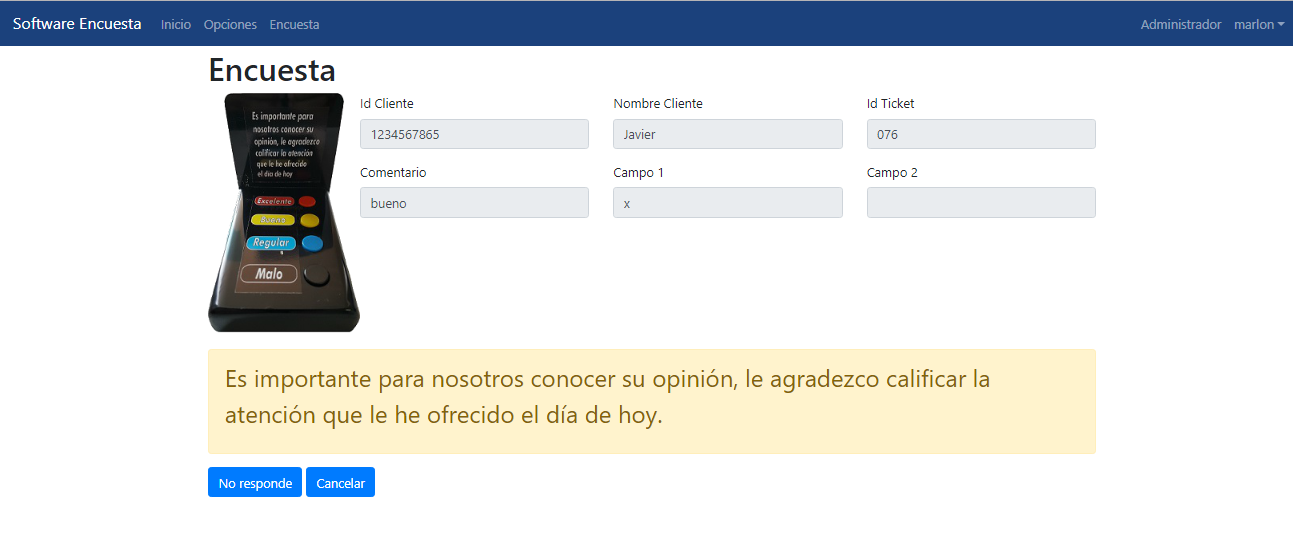 Software Encuesta Inicio Opciones Encuesta Administrador marlon
Encuesta
Es importante para
nosotros conocer su
opinión, le agradezco
calificar la atención
que le he ofrecido
el día de hoy
Excelente
Bueno
Regular
Malo
Id Cliente Nombre Cliente Id Ticket
1234567865 Javier 076
Comentario Campo 1 Campo 2
bueno x
Es importante para nosotros conocer su opinión, le agradezco calificar la
atención que le he ofrecido el día de hoy.
No responde Cancelar